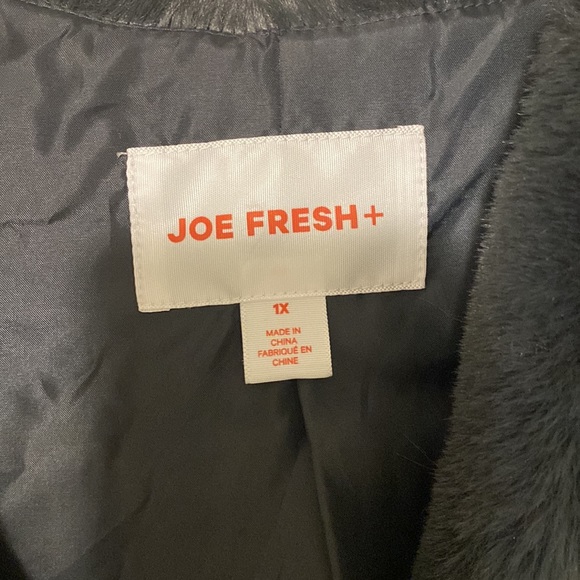 JOE FRESH+
1X
MADE IN
CHINA
FABRIQUÉ EN
CHINE